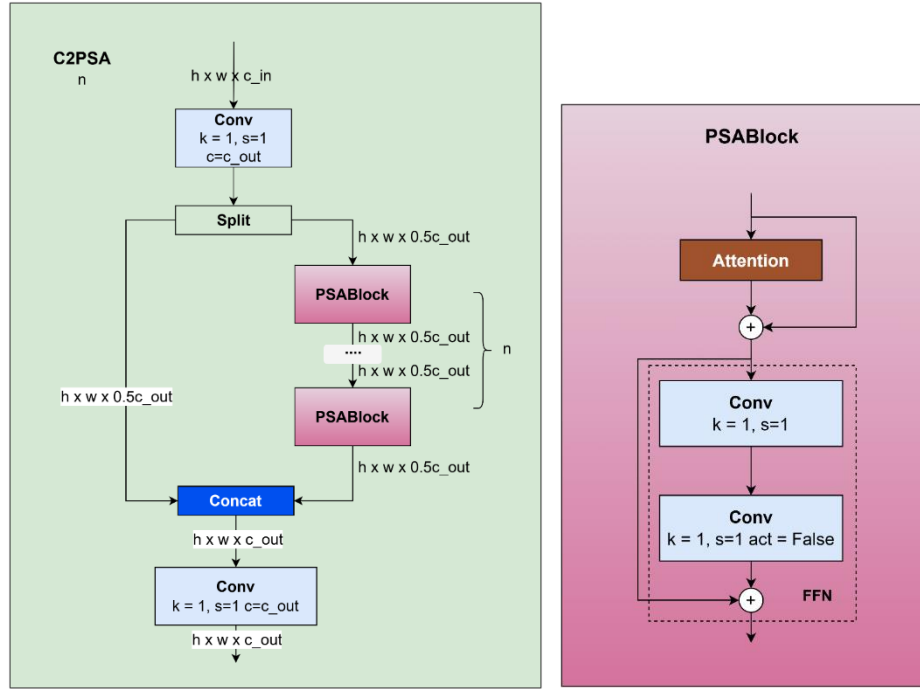 C2PSA
n
h x w x c_in
Conv
k = 1, s=1
c=c_out
Split
h x w x 0.5c_out
PSABlock
h x w x 0.5c_out
....
h x w x 0.5c_out
n
PSABlock
h x w x 0.5c_out
h x w x 0.5c_out
Concat
h x w x c_out
Conv
k = 1, s=1 c=c_out
h x w x c_out
PSABlock
Attention
+
Conv
k = 1, s=1
Conv
k = 1, s=1 act = False
+
FFN